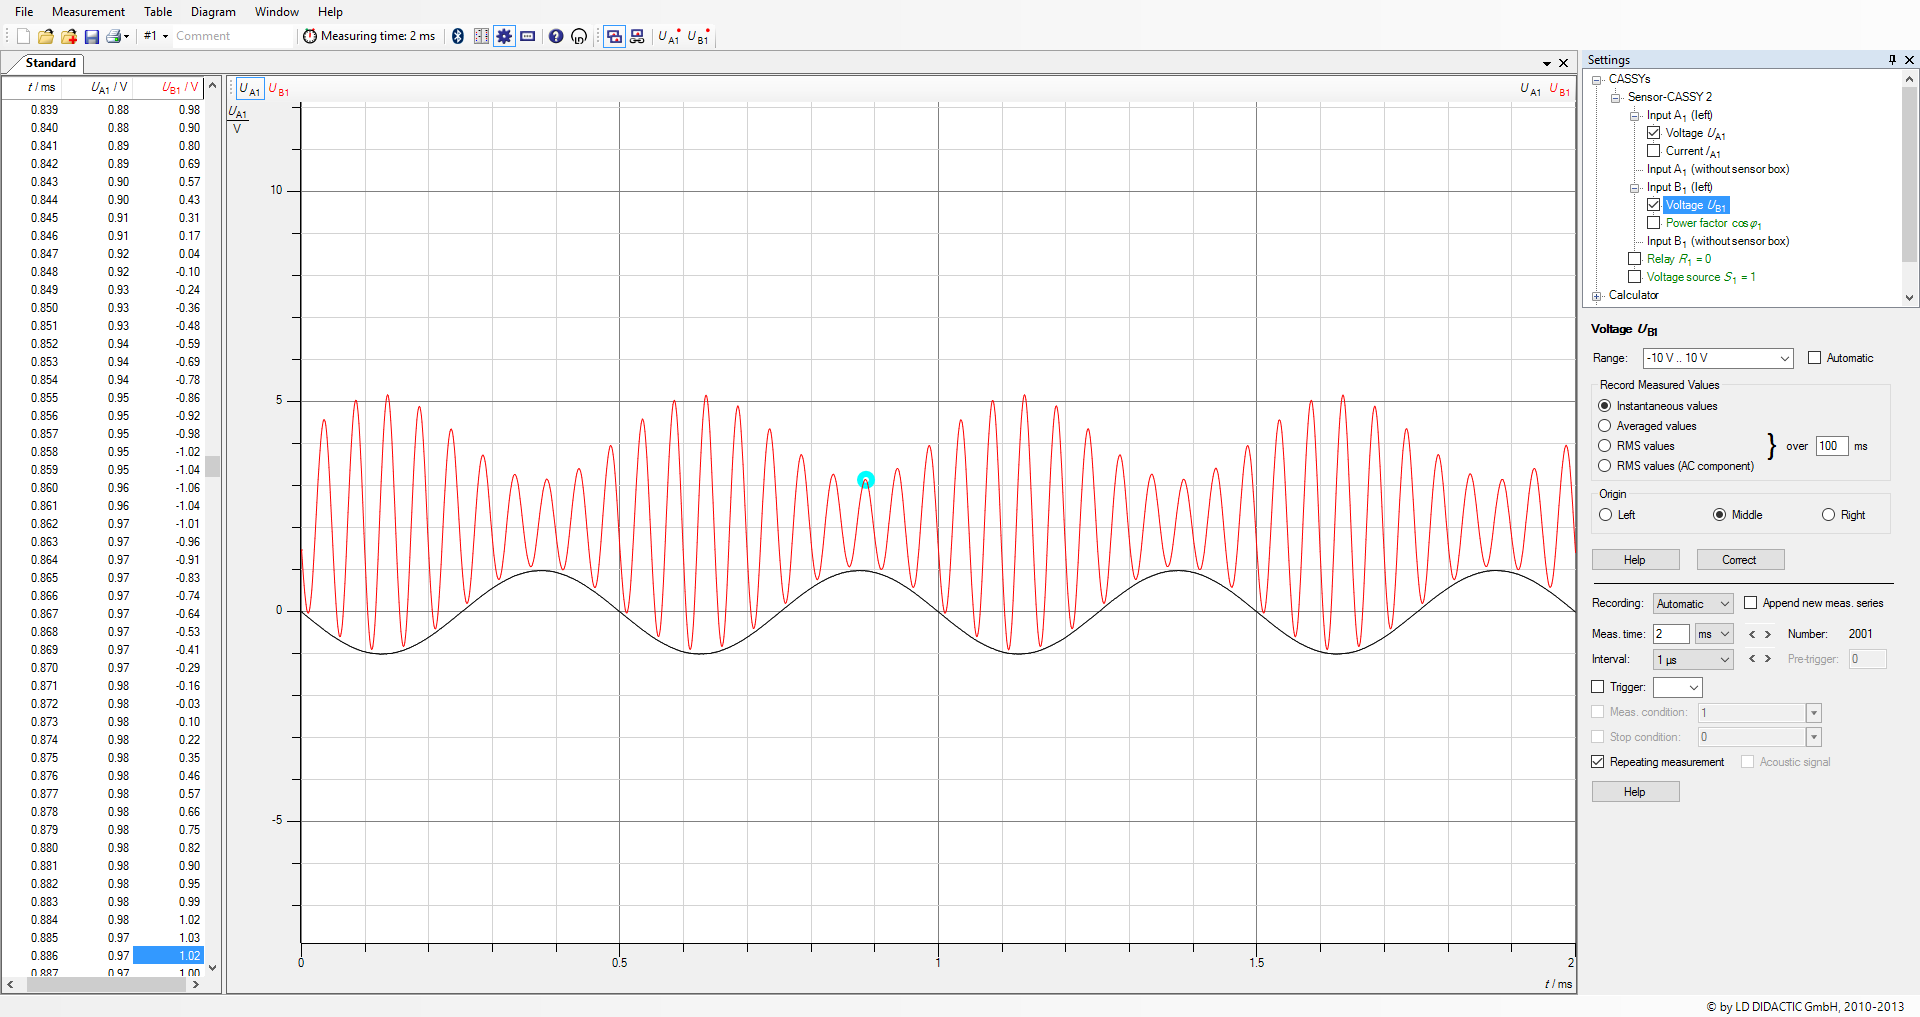 File Measurement Table Diagram Window Help
#1 Comment Measuring time: 2 ms UA1 UB1
Standard
Settings
t / ms UA1 / V UB1 / V
0.839 0.88 0.98
0.840 0.88 0.90
0.841 0.89 0.80
0.842 0.89 0.69
0.843 0.90 0.57
0.844 0.90 0.43
0.845 0.91 0.31
0.846 0.91 0.17
0.847 0.92 0.04
0.848 0.92 -0.10
0.849 0.93 -0.24
0.850 0.93 -0.36
0.851 0.93 -0.48
0.852 0.94 -0.59
0.853 0.94 -0.69
0.854 0.94 -0.78
0.855 0.95 -0.86
0.856 0.95 -0.92
0.857 0.95 -0.98
0.858 0.95 -1.02
0.859 0.95 -1.04
0.860 0.96 -1.06
0.861 0.96 -1.04
0.862 0.97 -1.01
0.863 0.97 -0.96
0.864 0.97 -0.91
0.865 0.97 -0.83
0.866 0.97 -0.74
0.867 0.97 -0.64
0.868 0.97 -0.53
0.869 0.97 -0.41
0.870 0.97 -0.29
0.871 0.98 -0.16
0.872 0.98 -0.03
0.873 0.98 0.10
0.874 0.98 0.22
0.875 0.98 0.35
0.876 0.98 0.46
0.877 0.98 0.57
0.878 0.98 0.66
0.879 0.98 0.75
0.880 0.98 0.82
0.881 0.98 0.90
0.882 0.98 0.95
0.883 0.98 0.99
0.884 0.98 1.02
0.885 0.97 1.03
0.886 0.97 1.02
0.887 0.97 1.00
UA1 UB1
UA1 UB1
UA1
V
10
5
0
-5
0 0.5 1 1.5 2
t / ms
CASSYs
Sensor-CASSY 2
Input A1 (left)
Voltage UA1
Current IA1
Input A1 (without sensor box)
Input B1 (left)
Voltage UB1
Power factor cosφ1
Input B1 (without sensor box)
Relay R1 = 0
Voltage source S1 = 1
Calculator
Voltage UB1
Range: -10 V .. 10 V Automatic
Record Measured Values
Instantaneous values
Averaged values
RMS values } over 100 ms
RMS values (AC component)
Origin
Left Middle Right
Help Correct
Recording: Automatic Append new meas. series
Meas. time: 2 ms < > Number: 2001
Interval: 1 µs < > Pre-trigger: 0
Trigger:
Meas. condition: 1
Stop condition: 0
Repeating measurement Acoustic signal
Help
© by LD DIDACTIC GmbH, 2010-2013